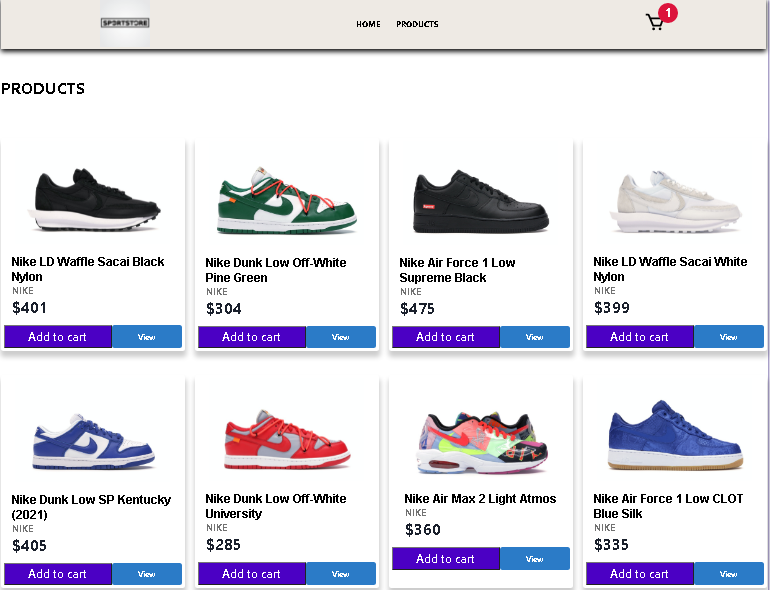 SPORTSTORE
HOME
PRODUCTS
1
PRODUCTS
Nike LD Waffle Sacai Black
Nylon
NIKE
$401
Add to cart
View
Nike Dunk Low Off-White
Pine Green
NIKE
$304
Add to cart
View
Nike Air Force 1 Low
Supreme Black
NIKE
$475
Add to cart
View
Nike LD Waffle Sacai White
Nylon
NIKE
$399
Add to cart
View
Nike Dunk Low SP Kentucky
(2021)
NIKE
$405
Add to cart
View
Nike Dunk Low Off-White
University
NIKE
$285
Add to cart
View
Nike Air Max 2 Light Atmos
NIKE
$360
Add to cart
View
Nike Air Force 1 Low CLOT
Blue Silk
NIKE
$335
Add to cart
View